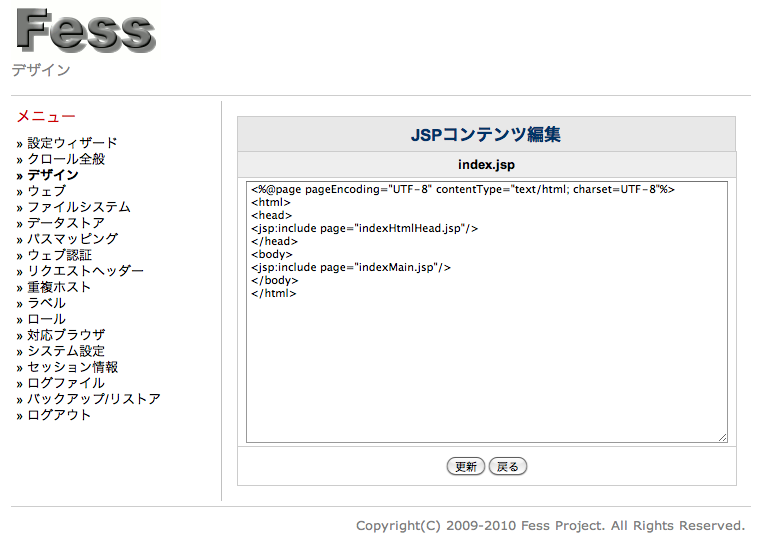 Fess
デザイン
メニュー
» 設定ウィザード
» クロール全般
» デザイン
» ウェブ
» ファイルシステム
» データストア
» パスマッピング
» ウェブ認証
» リクエストヘッダー
» 重複ホスト
» ラベル
» ロール
» 対応ブラウザ
» システム設定
» セッション情報
» ログファイル
» バックアップ/リストア
» ログアウト
JSPコンテンツ編集
index.jsp
<%@page pageEncoding="UTF-8" contentType="text/html; charset=UTF-8"%>
<html>
<head>
<jsp:include page="indexHtmlHead.jsp"/>
</head>
<body>
<jsp:include page="indexMain.jsp"/>
</body>
</html>
更新 戻る
Copyright(C) 2009-2010 Fess Project. All Rights Reserved.